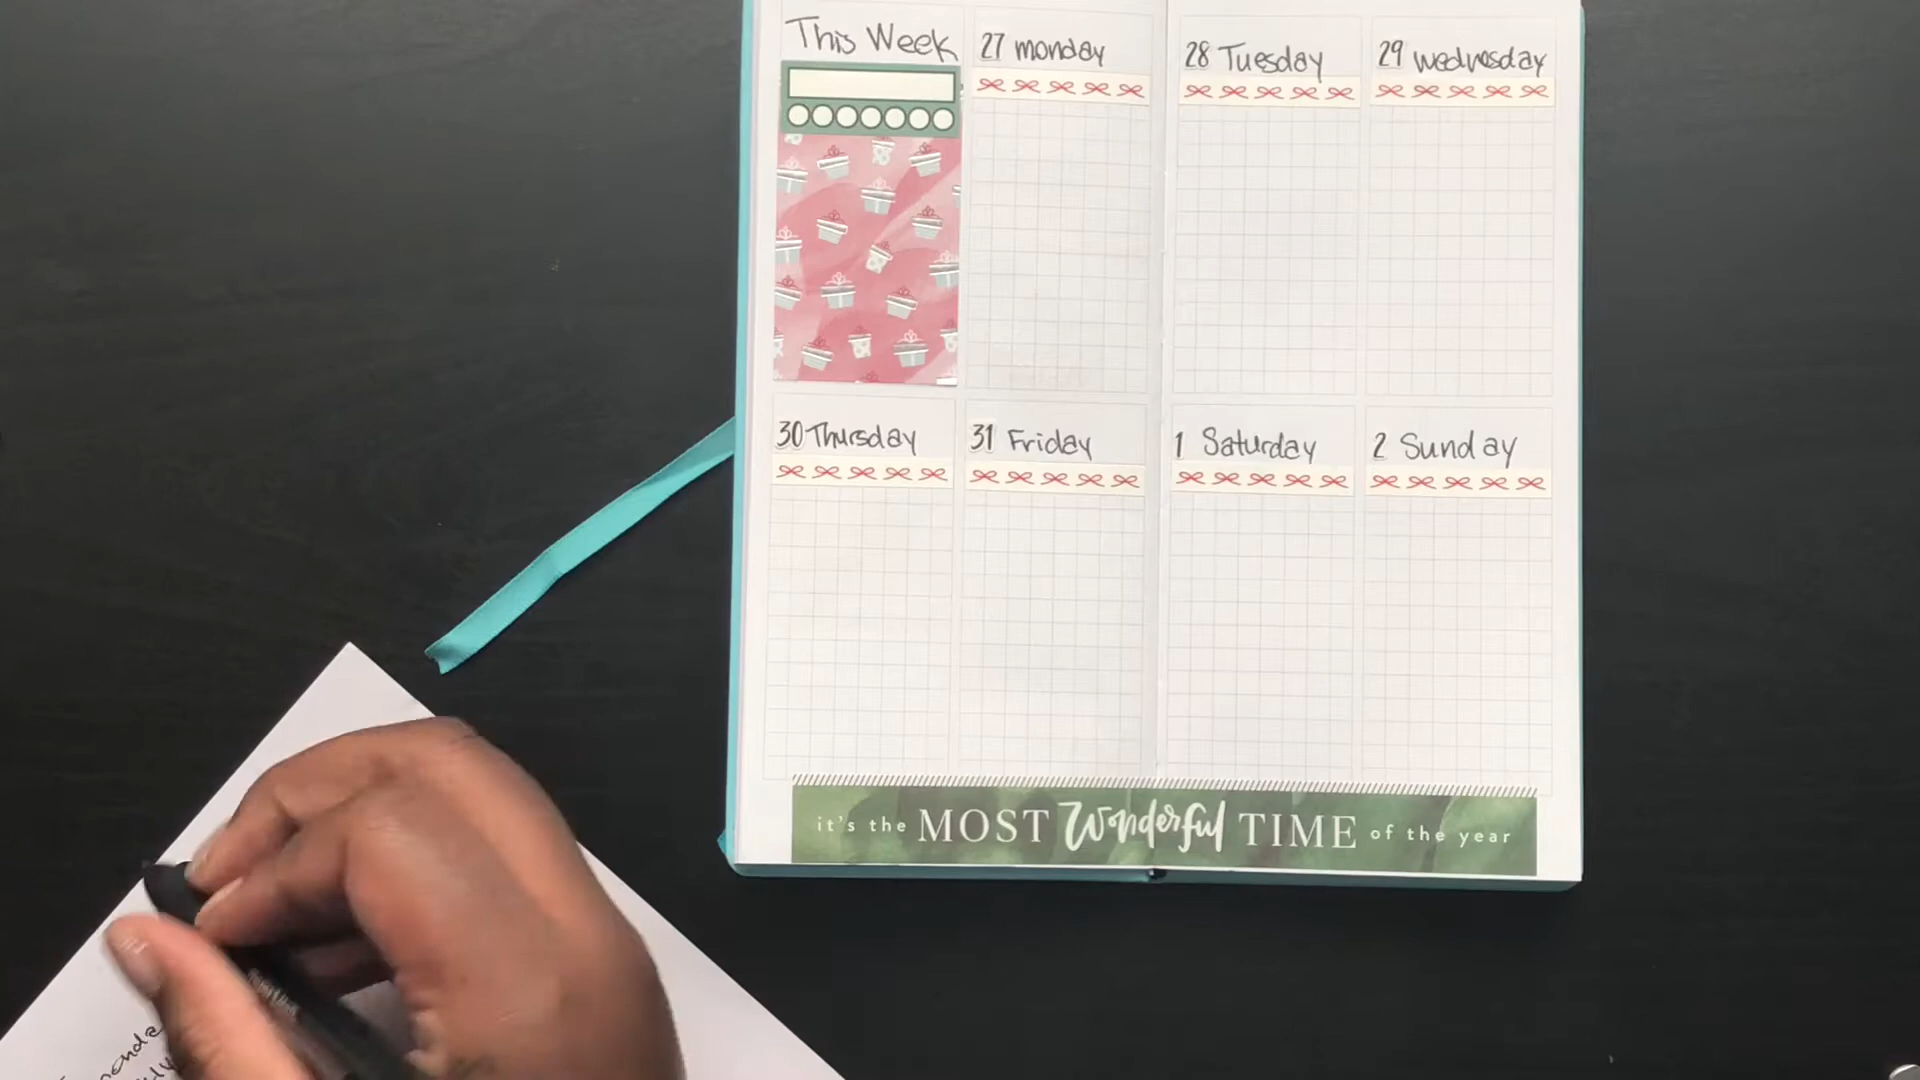 This Week
27 monday
28 Tuesday
29 wednesday
30 Thursday
31 Friday
1 Saturday
2 Sunday
it's the MOST Wonderful TIME of the year